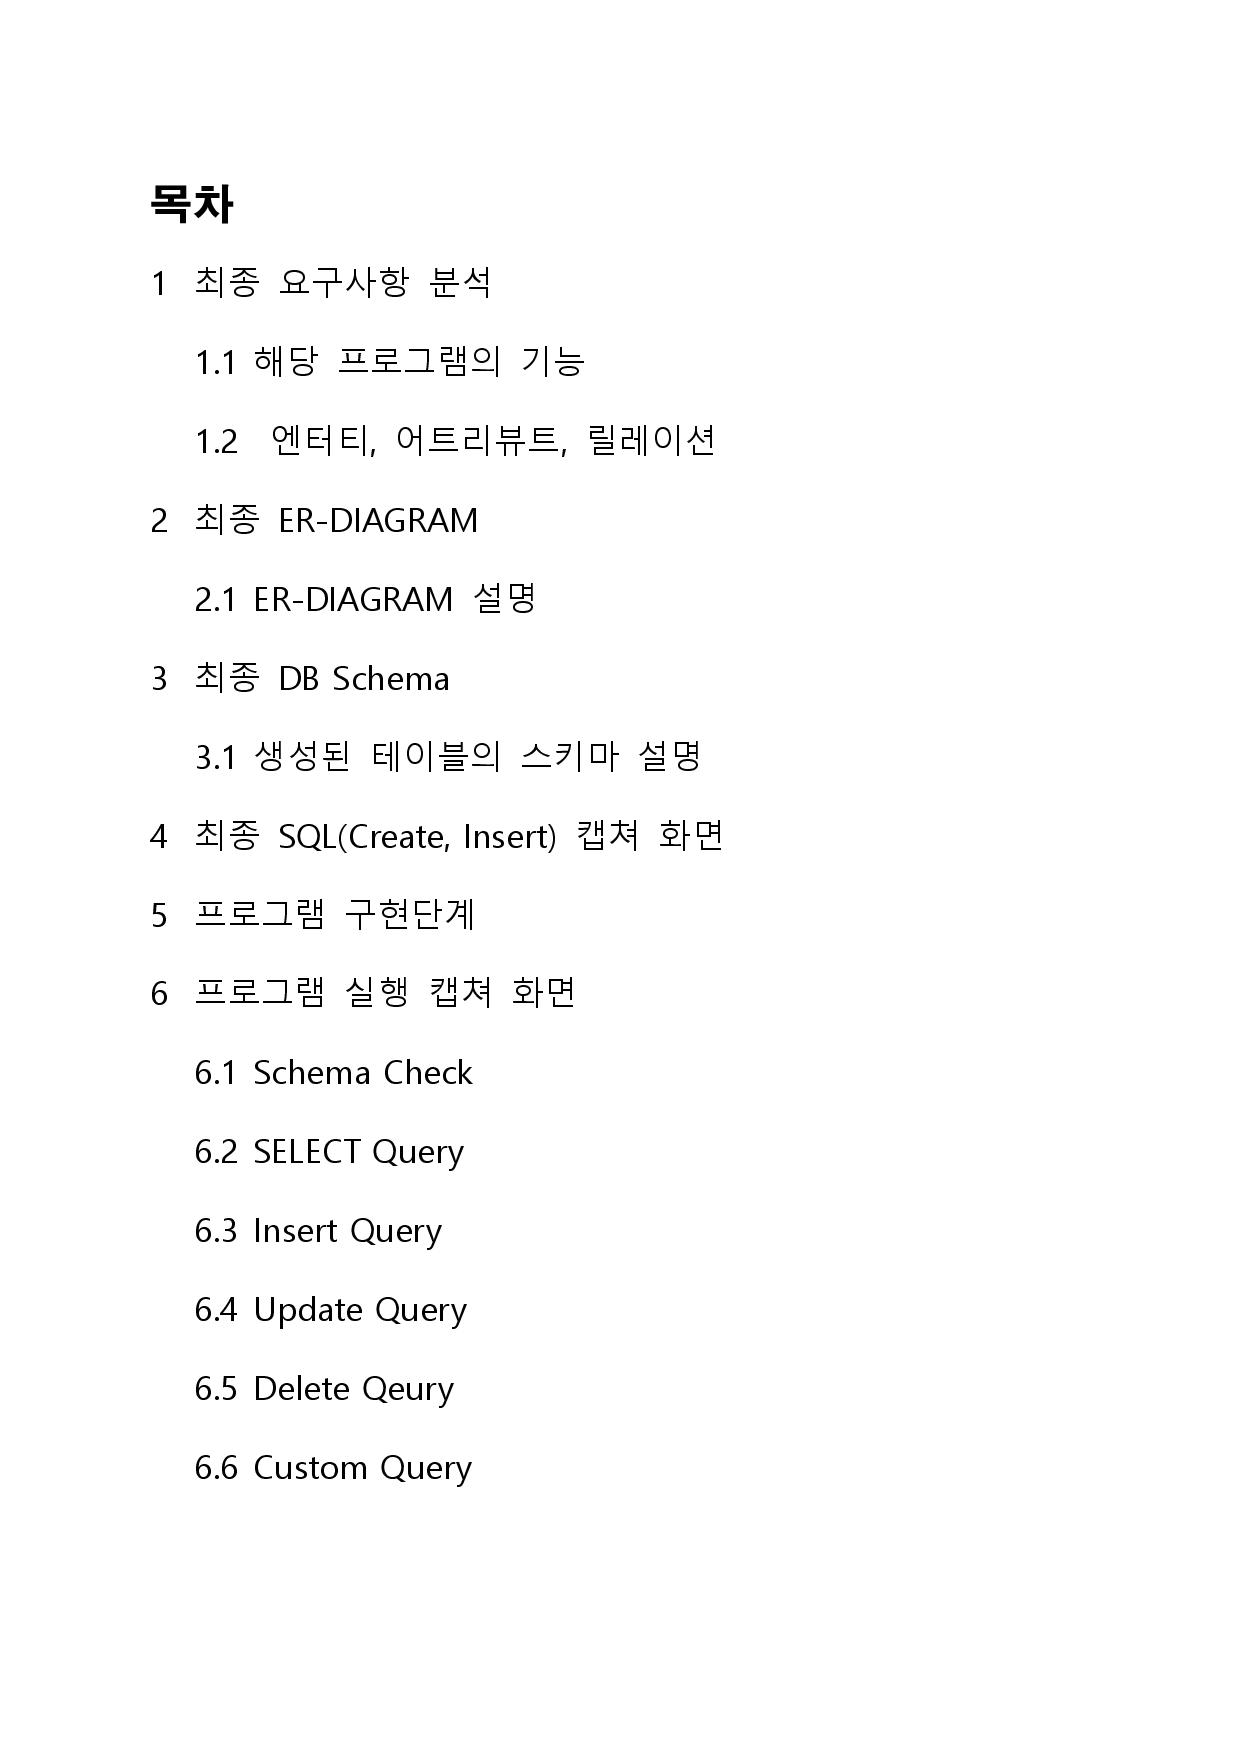 목차
1 최종 요구사항 분석
1.1 해당 프로그램의 기능
1.2 엔터티, 어트리뷰트, 릴레이션
2 최종 ER-DIAGRAM
2.1 ER-DIAGRAM 설명
3 최종 DB Schema
3.1 생성된 테이블의 스키마 설명
4 최종 SQL(Create, Insert) 캡쳐 화면
5 프로그램 구현단계
6 프로그램 실행 캡쳐 화면
6.1 Schema Check
6.2 SELECT Query
6.3 Insert Query
6.4 Update Query
6.5 Delete Qeury
6.6 Custom Query